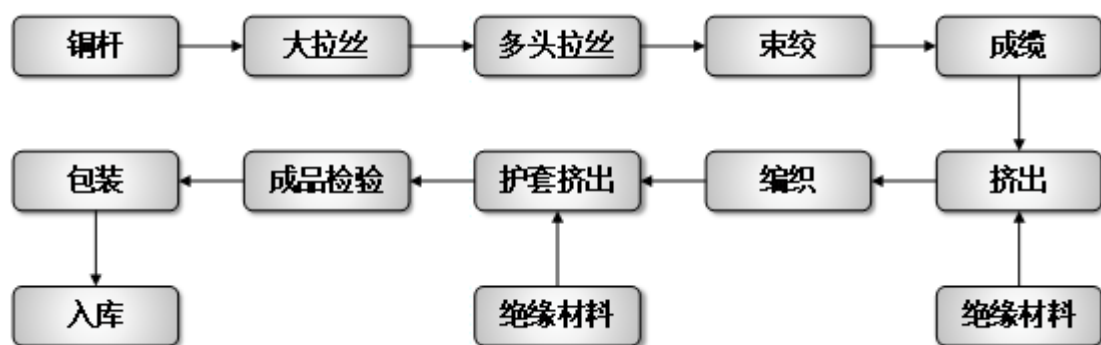 铜杆
大拉丝
多头拉丝
束绞
成缆
包装
成品检验
护套挤出
编织
挤出
入库
绝缘材料
绝缘材料